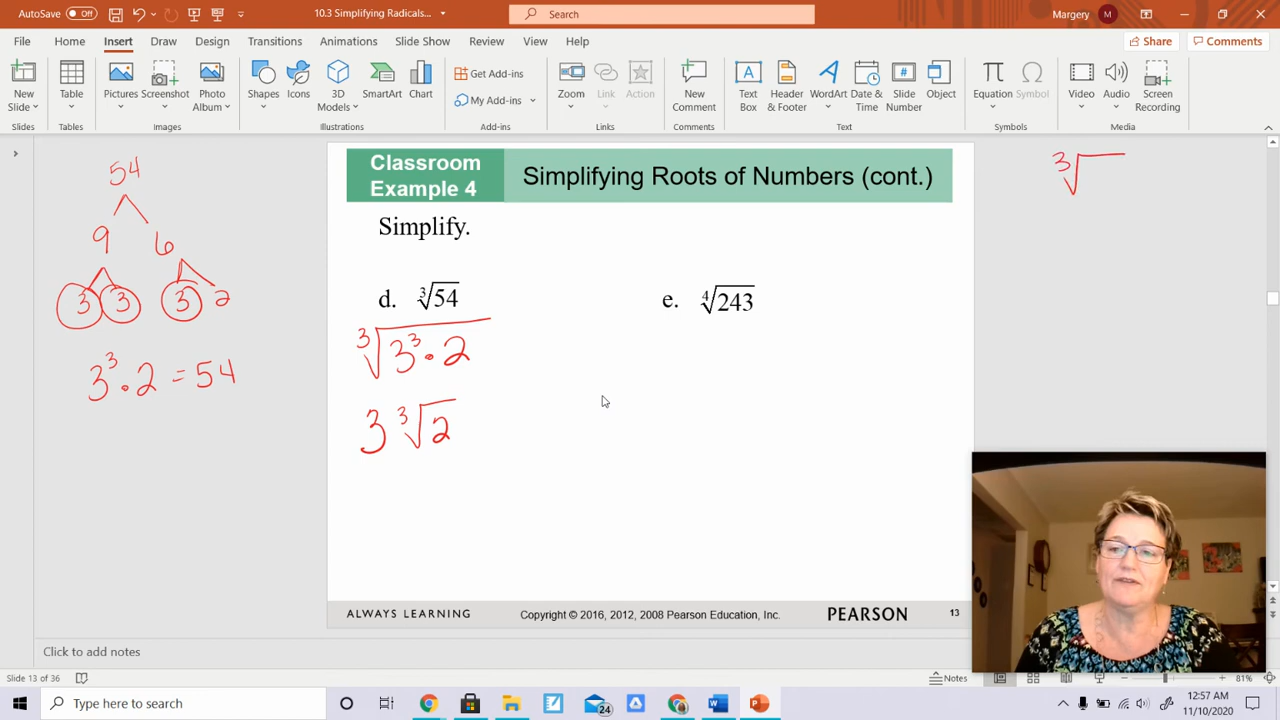 AutoSave Off 10.3 Simplifying Radicals... Search Margery M
File Home Insert Draw Design Transitions Animations Slide Show Review View Help Share Comments
New Slide Table Pictures Screenshot Photo Album Shapes Icons 3D Models SmartArt Chart Get Add-ins My Add-ins Zoom Link Action New Comment Text Box Header & Footer WordArt Date & Time Slide Number Object Equation Symbol Video Audio Screen Recording
Slides Tables Images Illustrations Add-ins Links Comments Text Symbols Media
54
9 6
3 3 3 2
3³ · 2 = 54
Classroom Example 4
Simplifying Roots of Numbers (cont.)
Simplify.
d. ∛54
e. ∜243
∛3³ · 2
3 ∛2
∛
ALWAYS LEARNING Copyright © 2016, 2012, 2008 Pearson Education, Inc. PEARSON 13
Click to add notes
Slide 13 of 36 Notes 81%
Type here to search 24 W P 12:57 AM
11/10/2020